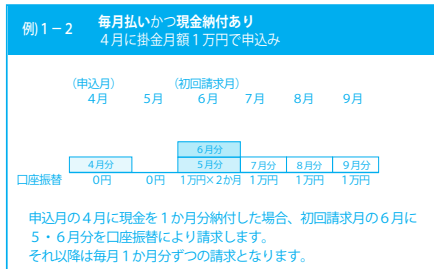 例)1-2 毎月払いかつ現金納付あり
4月に掛金月額1万円で申込み
(申込月) (初回請求月)
4月 5月 6月 7月 8月 9月
6月分
4月分 5月分 7月分 8月分 9月分
口座振替 0円 0円 1万円×2か月 1万円 1万円 1万円
申込月の4月に現金を1か月分納付した場合、初回請求月の6月に
5・6月分を口座振替により請求します。
それ以降は毎月1か月分ずつの請求となります。